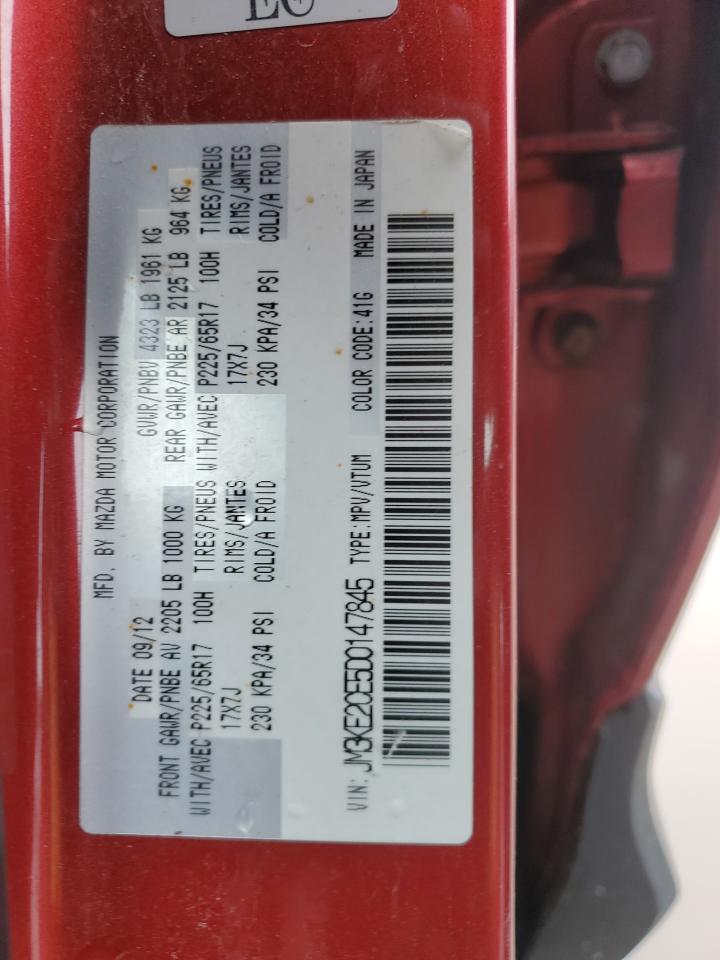 MFD. BY MAZDA MOTOR CORPORATION
DATE 09/12 GVWR/PNBV 4323 LB 1961 KG
FRONT GAWR/PNBE AV 2205 LB 1000 KG REAR GAWR/PNBE AR 2125 LB 964 KG
WITH/AVEC P225/65R17 100H TIRES/PNEUS WITH/AVEC P225/65R17 100H TIRES/PNEUS
17X7J RIMS/JANTES 17X7J RIMS/JANTES
230 KPA/34 PSI COLD/A FROID 230 KPA/34 PSI COLD/A FROID
VIN: JM3KE2CE5D0147845 TYPE:MPV/VTUM COLOR CODE:41G MADE IN JAPAN